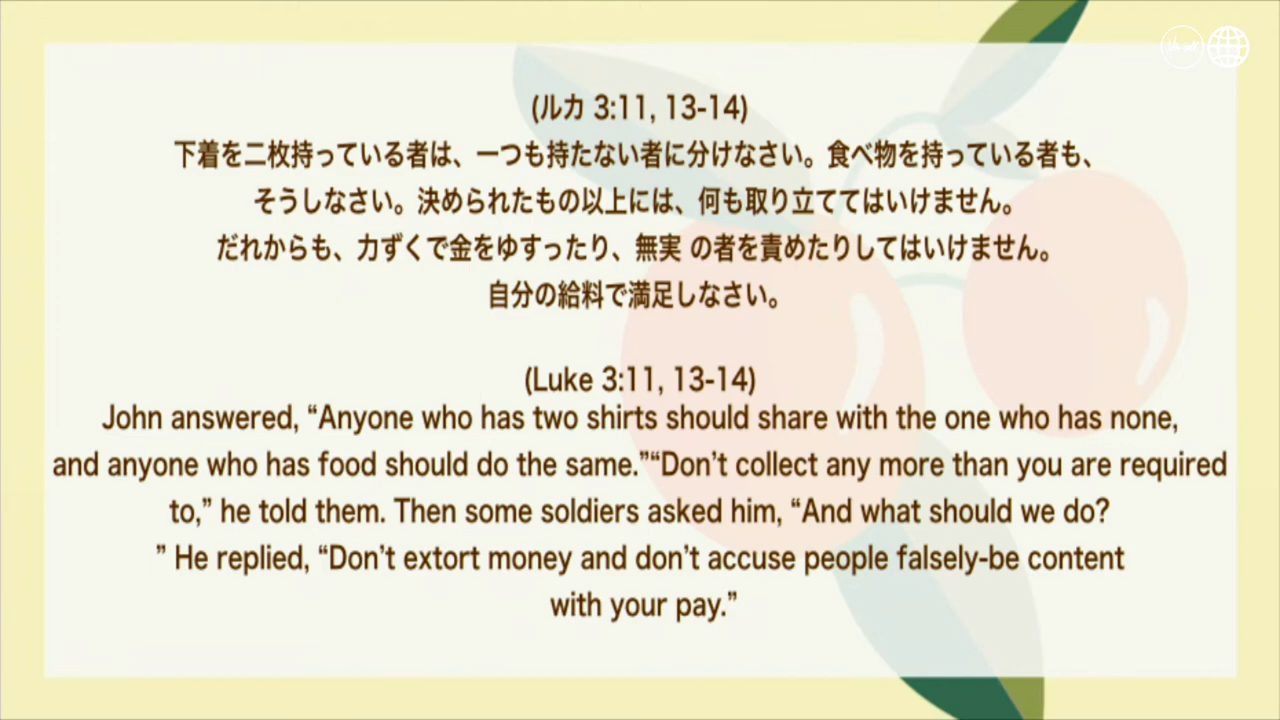 (ルカ 3:11, 13-14)
下着を二枚持っている者は、一つも持たない者に分けなさい。食べ物を持っている者も、
そうしなさい。決められたもの以上には、何も取り立ててはいけません。
だれからも、力ずくで金をゆすったり、無実 の者を責めたりしてはいけません。
自分の給料で満足しなさい。
(Luke 3:11, 13-14)
John answered, “Anyone who has two shirts should share with the one who has none,
and anyone who has food should do the same.”“Don’t collect any more than you are required
to,” he told them. Then some soldiers asked him, “And what should we do?
” He replied, “Don’t extort money and don’t accuse people falsely-be content
with your pay.”